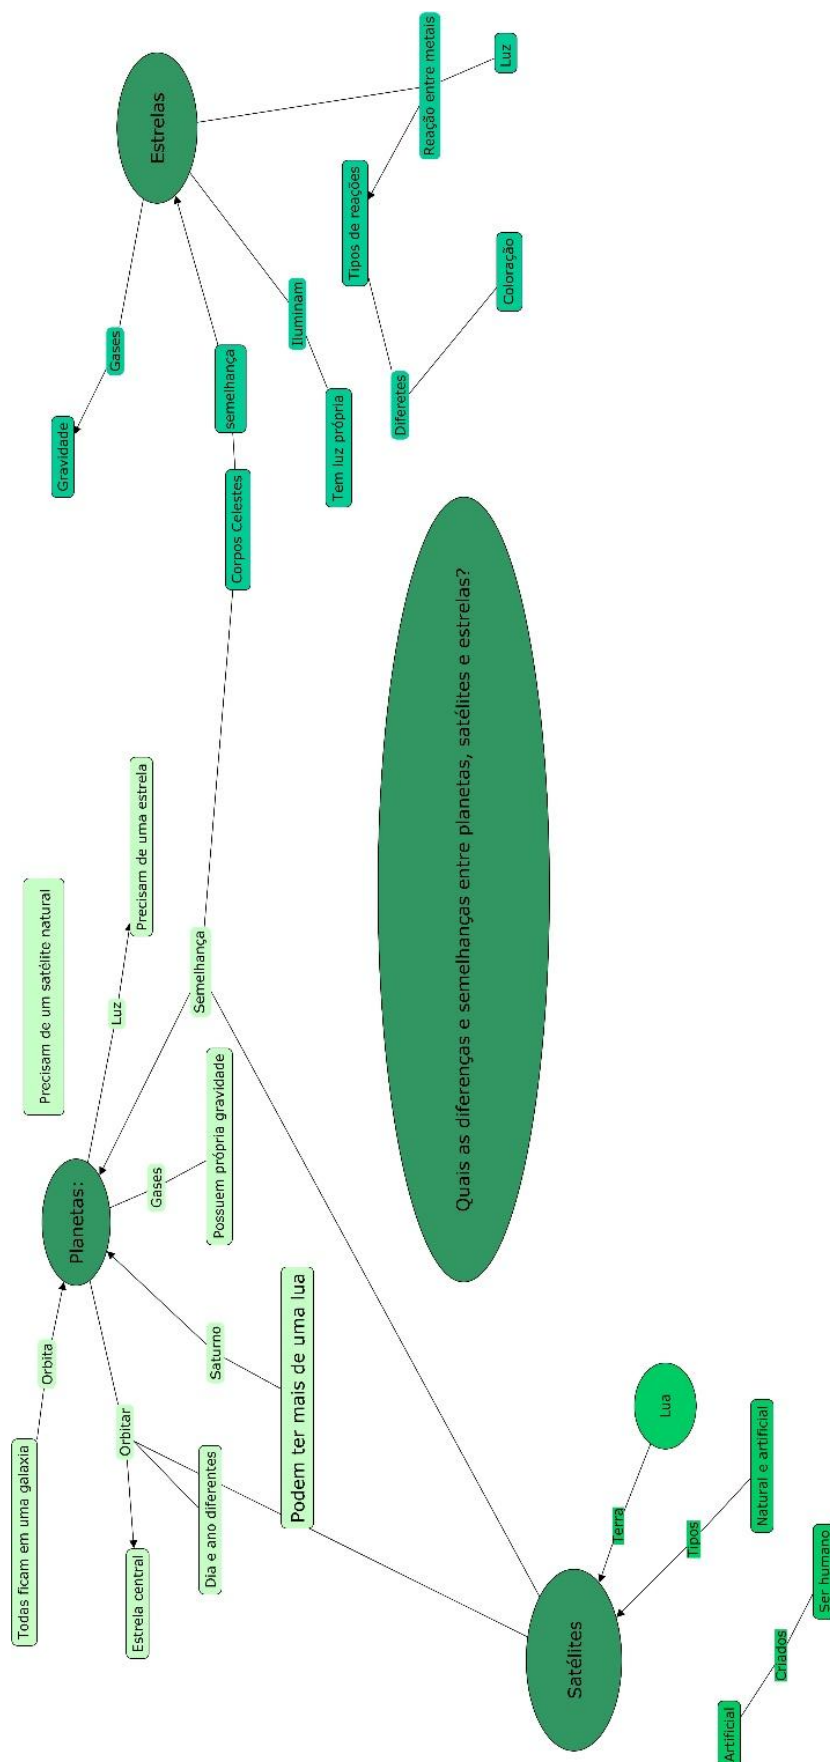 Todas ficam em uma galaxia
Orbita
Planetas:
Precisam de um satélite natural
Luz
Precisam de uma estrela
Orbitar
Estrela central
Dia e ano diferentes
Saturno
Podem ter mais de uma lua
Gases
Possuem própria gravidade
Semelhança
Corpos Celestes
semelhança
Estrelas
Gases
Gravidade
Iluminam
Tem luz própria
Reação entre metais
Luz
Tipos de reações
Diferetes
Coloração
Quais as diferenças e semelhanças entre planetas, satélites e estrelas?
Satélites
Terra
Lua
Tipos
Natural e artificial
Artificial
Criados
Ser humano